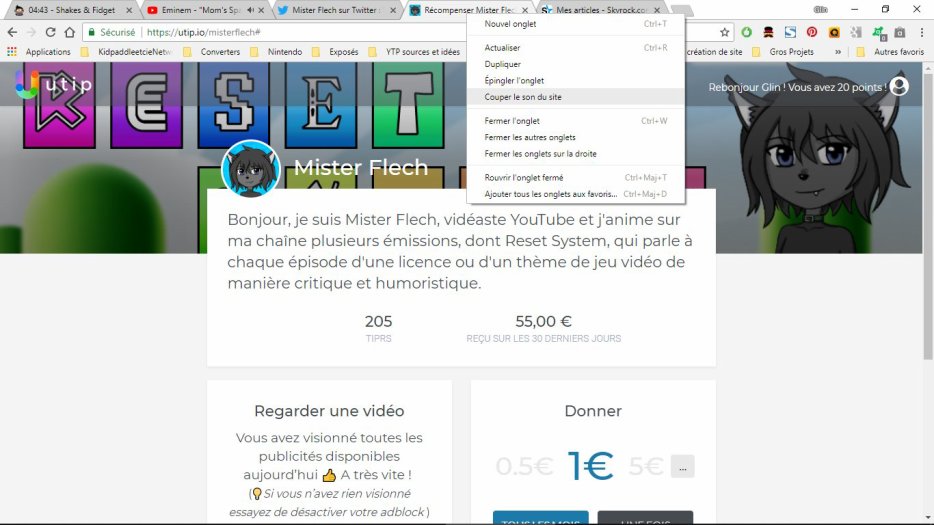 04:43 - Shakes & Fidget
Eminem - "Mom's Spa
Mister Flech sur Twitter :
Récompenser Mister Flec
Mes articles - Skyrock.com
Glin
Sécurisé
https://utip.io/misterflech#
Applications
KidpaddleetcieNetw
Converters
Nintendo
Exposés
YTP sources et idées
création de site
Gros Projets
»
Autres favoris
Nouvel onglet Ctrl+T
Actualiser Ctrl+R
Dupliquer
Épingler l'onglet
Couper le son du site
Fermer l'onglet Ctrl+W
Fermer les autres onglets
Fermer les onglets sur la droite
Rouvrir l'onglet fermé Ctrl+Maj+T
Ajouter tous les onglets aux favoris... Ctrl+Maj+D
utip
Rebonjour Glin ! Vous avez 20 points !
RESET
Mister Flech
Bonjour, je suis Mister Flech, vidéaste YouTube et j'anime sur
ma chaîne plusieurs émissions, dont Reset System, qui parle à
chaque épisode d'une licence ou d'un thème de jeu vidéo de
manière critique et humoristique.
205
TIPRS
55,00 €
REÇU SUR LES 30 DERNIERS JOURS
Regarder une vidéo
Vous avez visionné toutes les
publicités disponibles
aujourd'hui 👍 A très vite !
(💡Si vous n'avez rien visionné
essayez de désactiver votre adblock )
Donner
0.5€ 1€ 5€ ...
TOUS LES MOIS
UNE FOIS